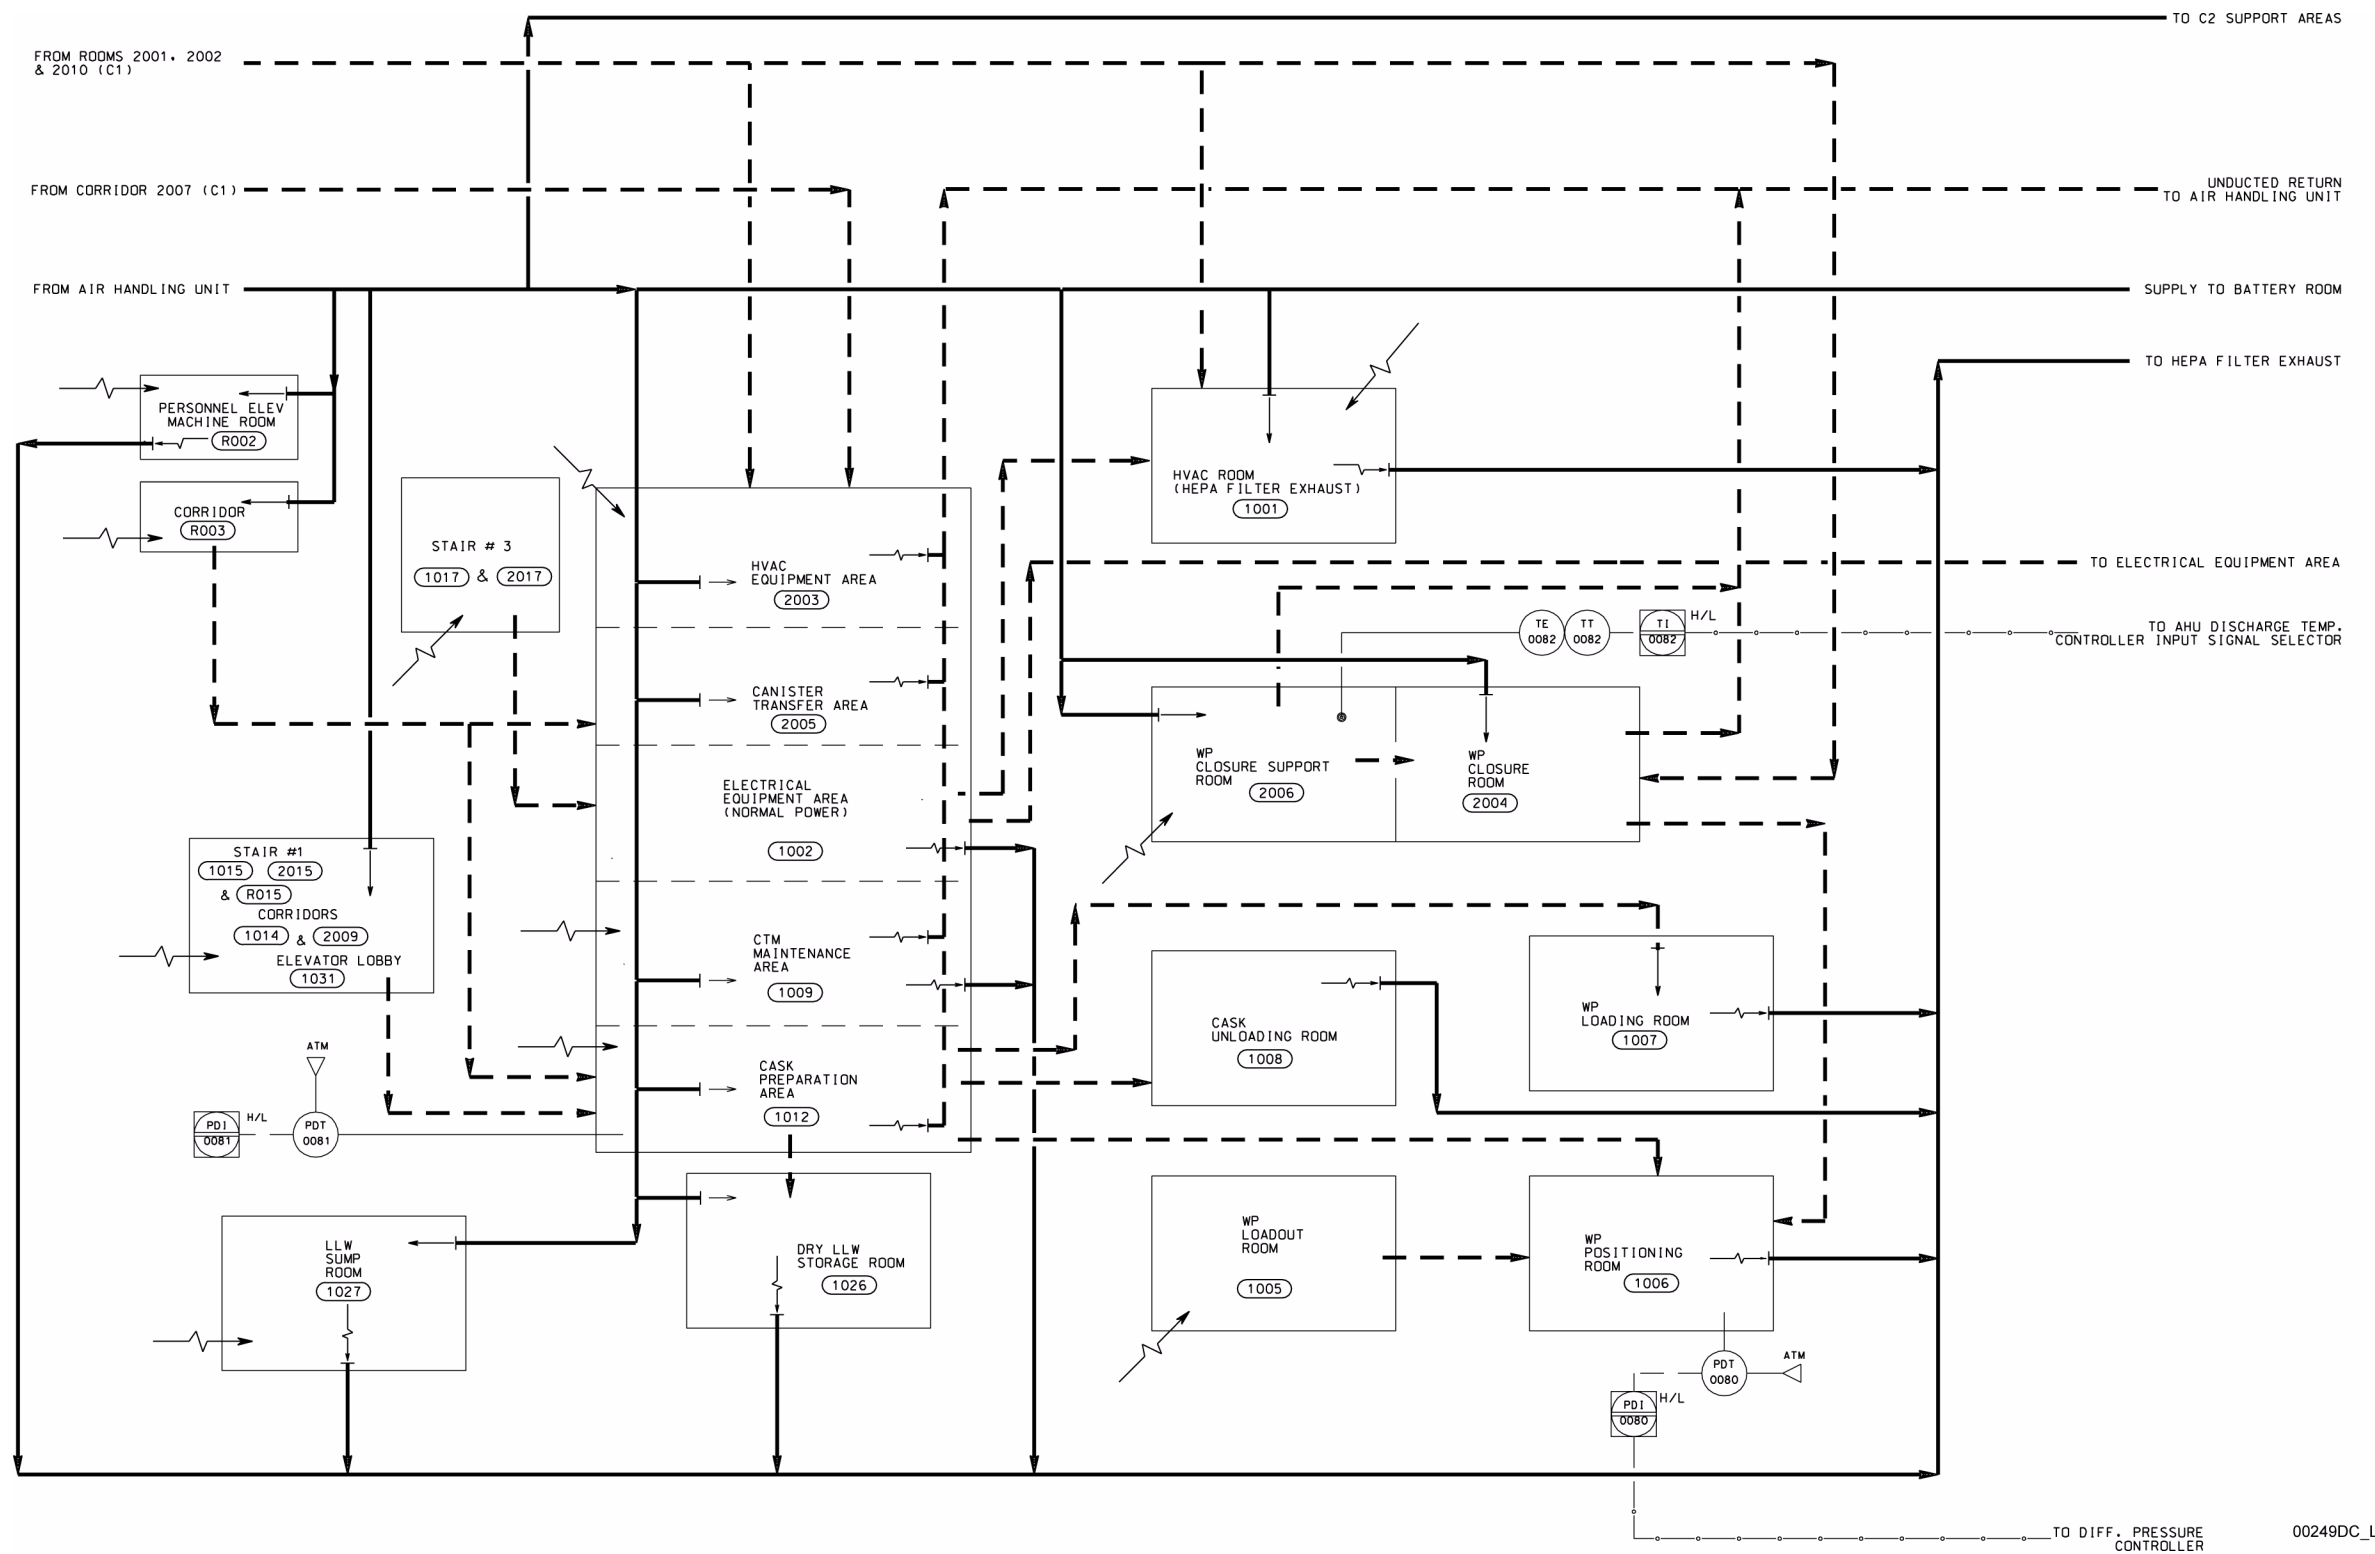 TO C2 SUPPORT AREAS
FROM ROOMS 2001, 2002
& 2010 (C1)
FROM CORRIDOR 2007 (C1)
UNDUCTED RETURN
TO AIR HANDLING UNIT
FROM AIR HANDLING UNIT
SUPPLY TO BATTERY ROOM
TO HEPA FILTER EXHAUST
PERSONNEL ELEV
MACHINE ROOM
R002
CORRIDOR
R003
STAIR # 3
1017 & 2017
HVAC ROOM
(HEPA FILTER EXHAUST)
1001
HVAC
EQUIPMENT AREA
2003
TO ELECTRICAL EQUIPMENT AREA
TE
0082
TT
0082
TI
0082
H/L
TO AHU DISCHARGE TEMP.
CONTROLLER INPUT SIGNAL SELECTOR
CANISTER
TRANSFER AREA
2005
WP
CLOSURE SUPPORT
ROOM
2006
WP
CLOSURE
ROOM
2004
ELECTRICAL
EQUIPMENT AREA
(NORMAL POWER)
1002
STAIR #1
1015 2015
& R015
CORRIDORS
1014 & 2009
ELEVATOR LOBBY
1031
CTM
MAINTENANCE
AREA
1009
CASK
UNLOADING ROOM
1008
WP
LOADING ROOM
1007
ATM
PDI
0081
H/L
PDT
0081
CASK
PREPARATION
AREA
1012
LLW
SUMP
ROOM
1027
DRY LLW
STORAGE ROOM
1026
WP
LOADOUT
ROOM
1005
WP
POSITIONING
ROOM
1006
PDT
0080
ATM
PDI
0080
H/L
TO DIFF. PRESSURE
CONTROLLER
00249DC_L